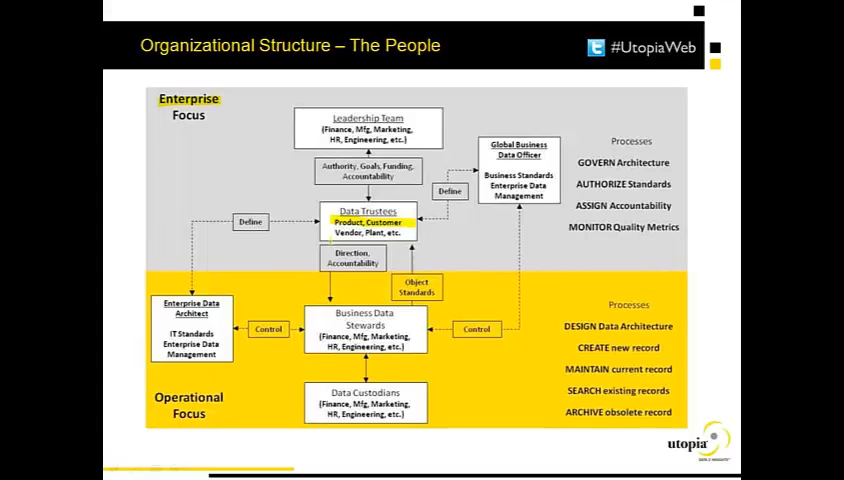 Organizational Structure – The People
#UtopiaWeb
Enterprise
Focus
Leadership Team
(Finance, Mfg, Marketing,
HR, Engineering, etc.)
Authority, Goals, Funding,
Accountability
Global Business
Data Officer
Business Standards
Enterprise Data
Management
Processes
GOVERN Architecture
AUTHORIZE Standards
ASSIGN Accountability
MONITOR Quality Metrics
Define
Define
Data Trustees
Product, Customer
Vendor, Plant, etc.
Direction,
Accountability
Object
Standards
Enterprise Data
Architect
IT Standards
Enterprise Data
Management
Control
Business Data
Stewards
(Finance, Mfg, Marketing,
HR, Engineering, etc.)
Control
Processes
DESIGN Data Architecture
CREATE new record
MAINTAIN current record
SEARCH existing records
ARCHIVE obsolete record
Operational
Focus
Data Custodians
(Finance, Mfg, Marketing,
HR, Engineering, etc.)
utopia